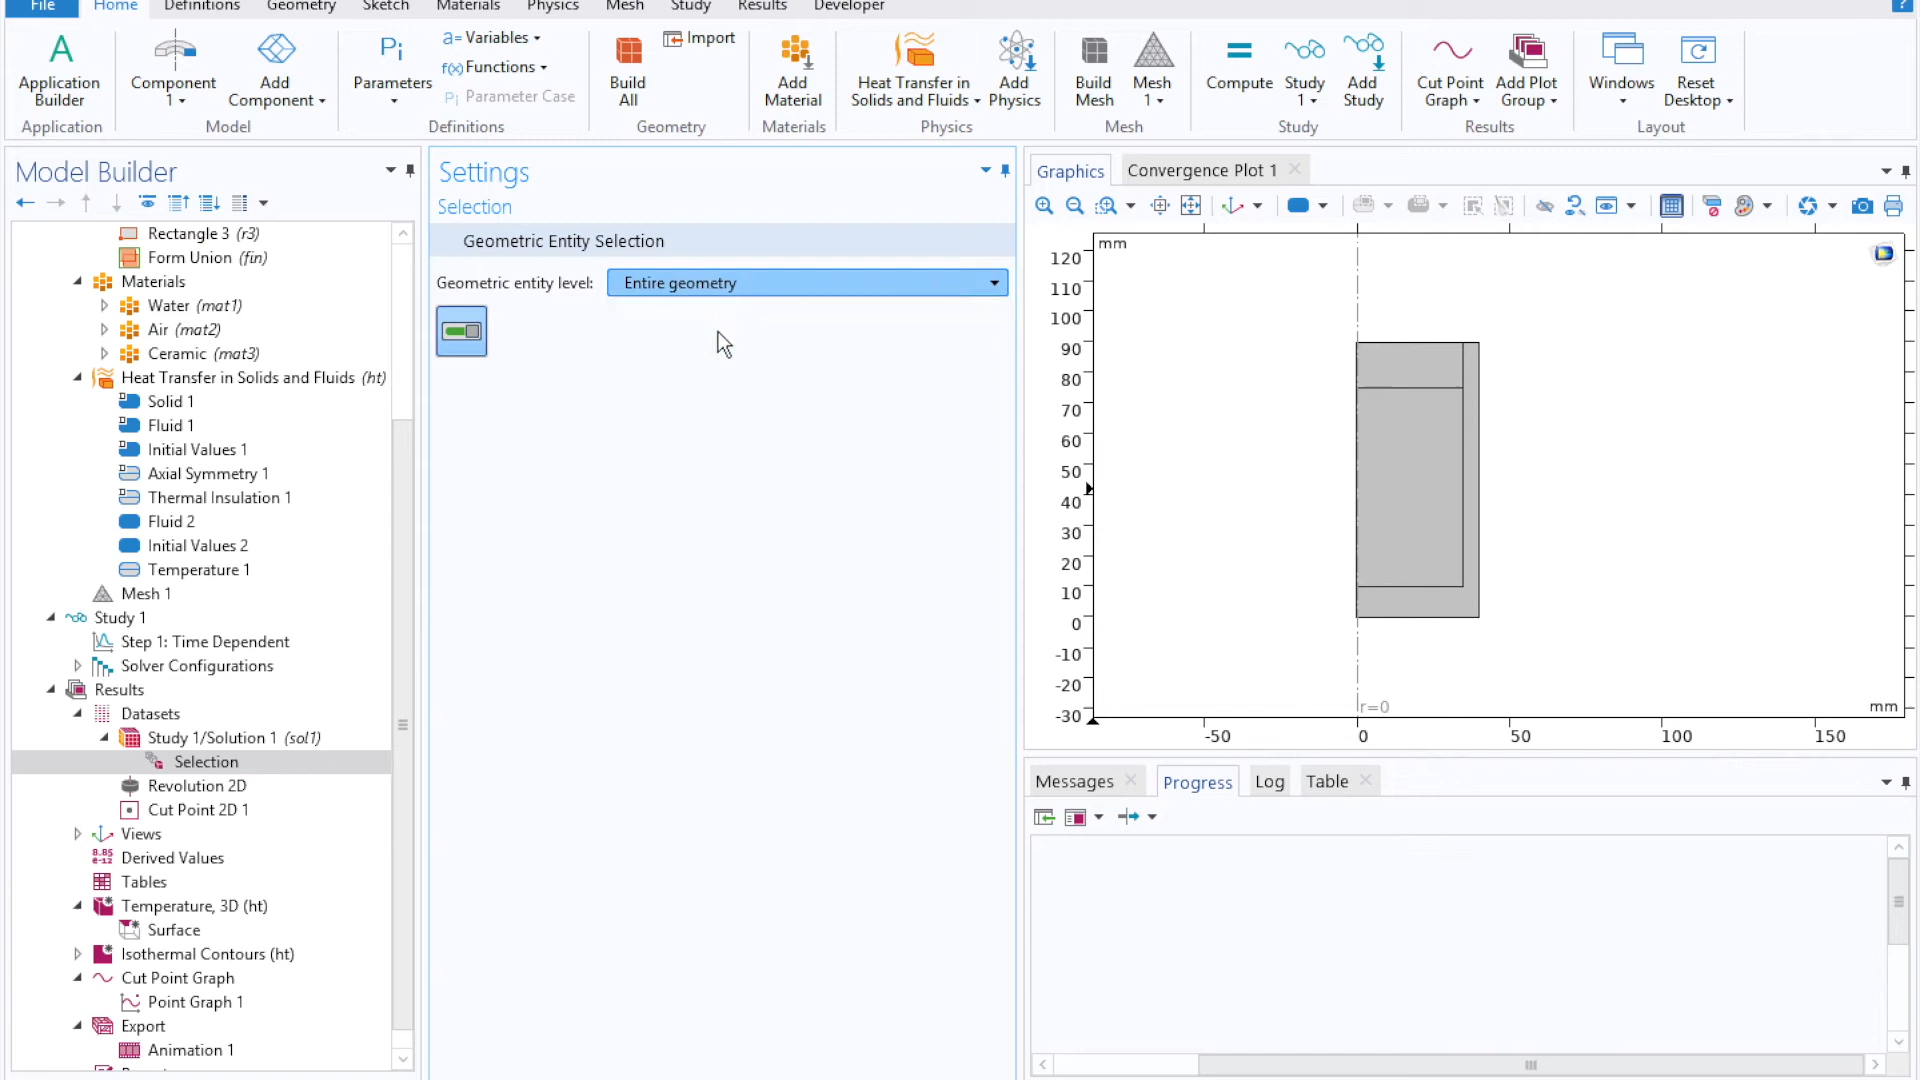 File Home Definitions Geometry Sketch Materials Physics Mesh Study Results Developer ?
A Application Builder
Component 1
Add Component
Pi Parameters
a= Variables
f(x) Functions
Pi Parameter Case
Build All
Import
Add Material
Heat Transfer in Solids and Fluids
Add Physics
Build Mesh
Mesh 1
Compute
Study 1
Add Study
Cut Point Graph
Add Plot Group
Windows
Reset Desktop
Application Model Definitions Geometry Materials Physics Mesh Study Results Layout
Model Builder
Rectangle 3 (r3)
Form Union (fin)
Materials
Water (mat1)
Air (mat2)
Ceramic (mat3)
Heat Transfer in Solids and Fluids (ht)
Solid 1
Fluid 1
Initial Values 1
Axial Symmetry 1
Thermal Insulation 1
Fluid 2
Initial Values 2
Temperature 1
Mesh 1
Study 1
Step 1: Time Dependent
Solver Configurations
Results
Datasets
Study 1/Solution 1 (sol1)
Selection
Revolution 2D
Cut Point 2D 1
Views
8.85 e-12 Derived Values
Tables
Temperature, 3D (ht)
Surface
Isothermal Contours (ht)
Cut Point Graph
Point Graph 1
Export
Animation 1
Settings
Selection
Geometric Entity Selection
Geometric entity level: Entire geometry
Graphics Convergence Plot 1
mm
120
110
100
90
80
70
60
50
40
30
20
10
0
-10
-20
-30
r=0
mm
-50 0 50 100 150
Messages Progress Log Table